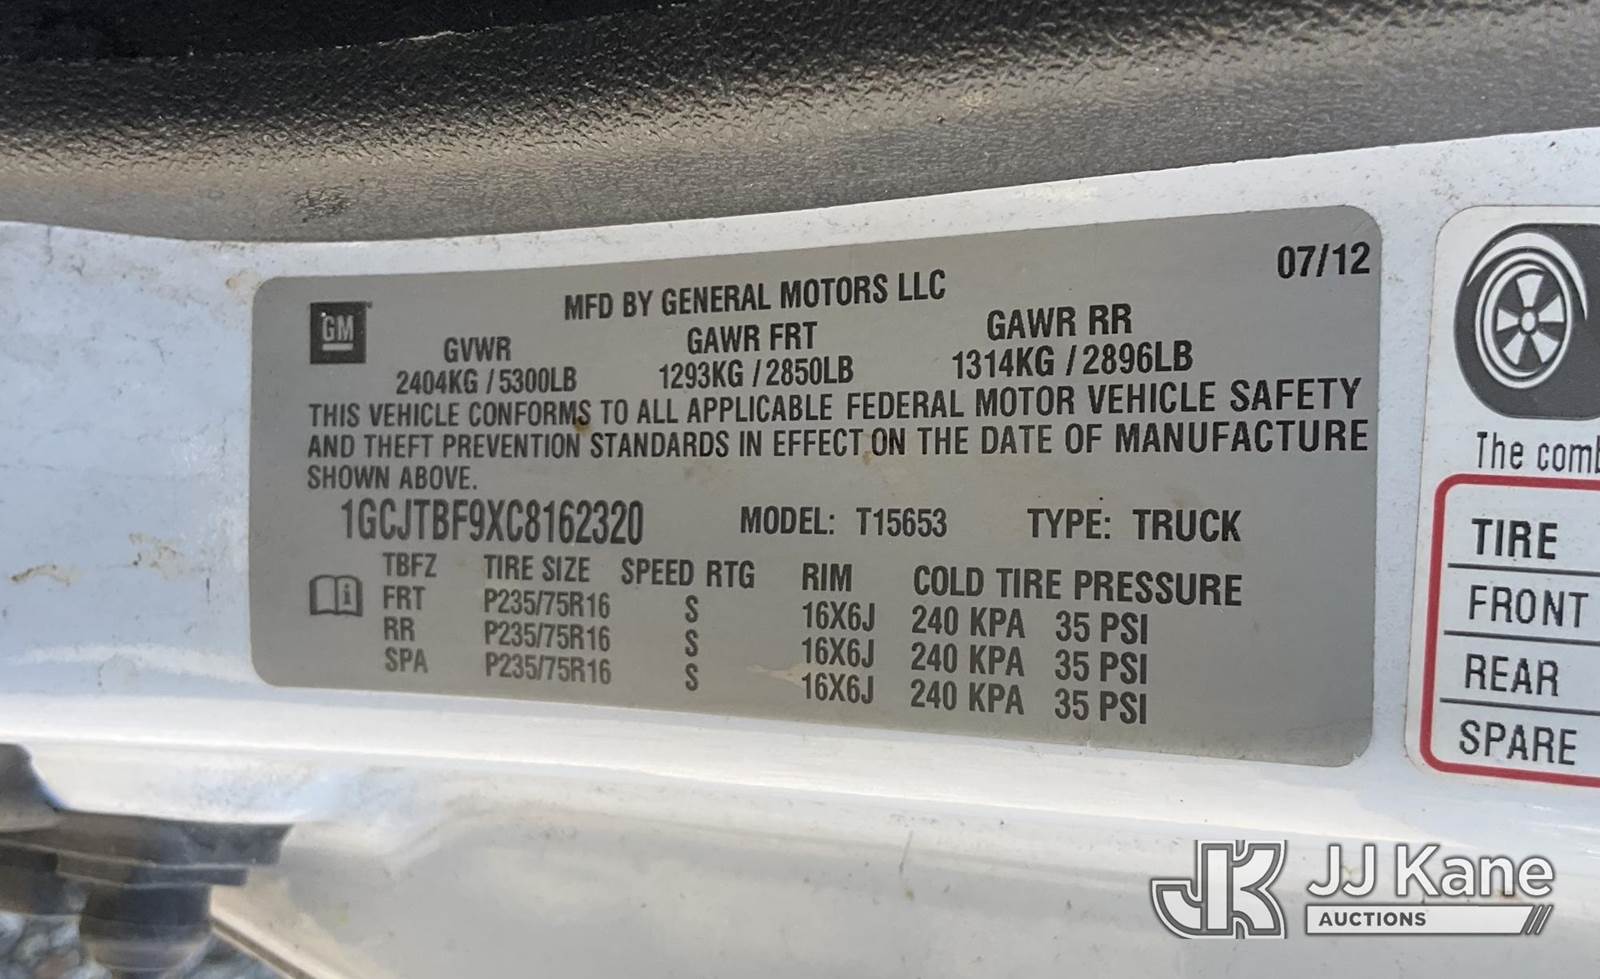 07/12
GM
MFD BY GENERAL MOTORS LLC
GVWR GAWR FRT GAWR RR
2404KG / 5300LB 1293KG / 2850LB 1314KG / 2896LB
THIS VEHICLE CONFORMS TO ALL APPLICABLE FEDERAL MOTOR VEHICLE SAFETY
AND THEFT PREVENTION STANDARDS IN EFFECT ON THE DATE OF MANUFACTURE
SHOWN ABOVE.
1GCJTBF9XC8162320 MODEL: T15653 TYPE: TRUCK
TBFZ TIRE SIZE SPEED RTG RIM COLD TIRE PRESSURE
FRT P235/75R16 S 16X6J 240 KPA 35 PSI
RR P235/75R16 S 16X6J 240 KPA 35 PSI
SPA P235/75R16 S 16X6J 240 KPA 35 PSI
The comb
TIRE
FRONT
REAR
SPARE
JK
JJ Kane
AUCTIONS